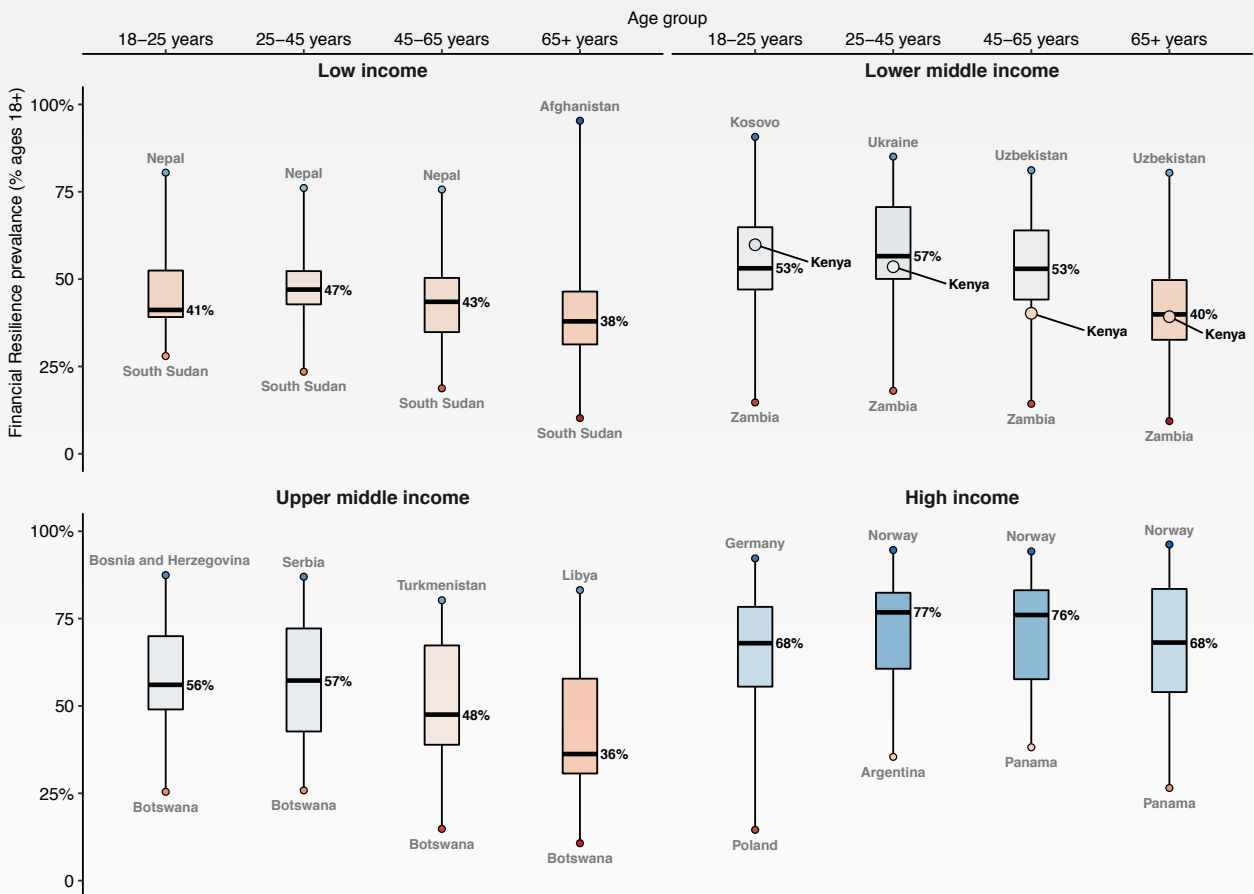 Age group
18–25 years 25–45 years 45–65 years 65+ years 18–25 years 25–45 years 45–65 years 65+ years
Low income Lower middle income
Financial Resilience prevalance (% ages 18+)
100%
75
50
25%
0
Nepal
41%
South Sudan
Nepal
47%
South Sudan
Nepal
43%
South Sudan
Afghanistan
38%
South Sudan
Kosovo
Kenya
53%
Zambia
Ukraine
57%
Kenya
Zambia
Uzbekistan
53%
Kenya
Zambia
Uzbekistan
40%
Kenya
Zambia
Upper middle income High income
100%
75
50
25%
0
Bosnia and Herzegovina
56%
Botswana
Serbia
57%
Botswana
Turkmenistan
48%
Botswana
Libya
36%
Botswana
Germany
68%
Poland
Norway
77%
Argentina
Norway
76%
Panama
Norway
68%
Panama